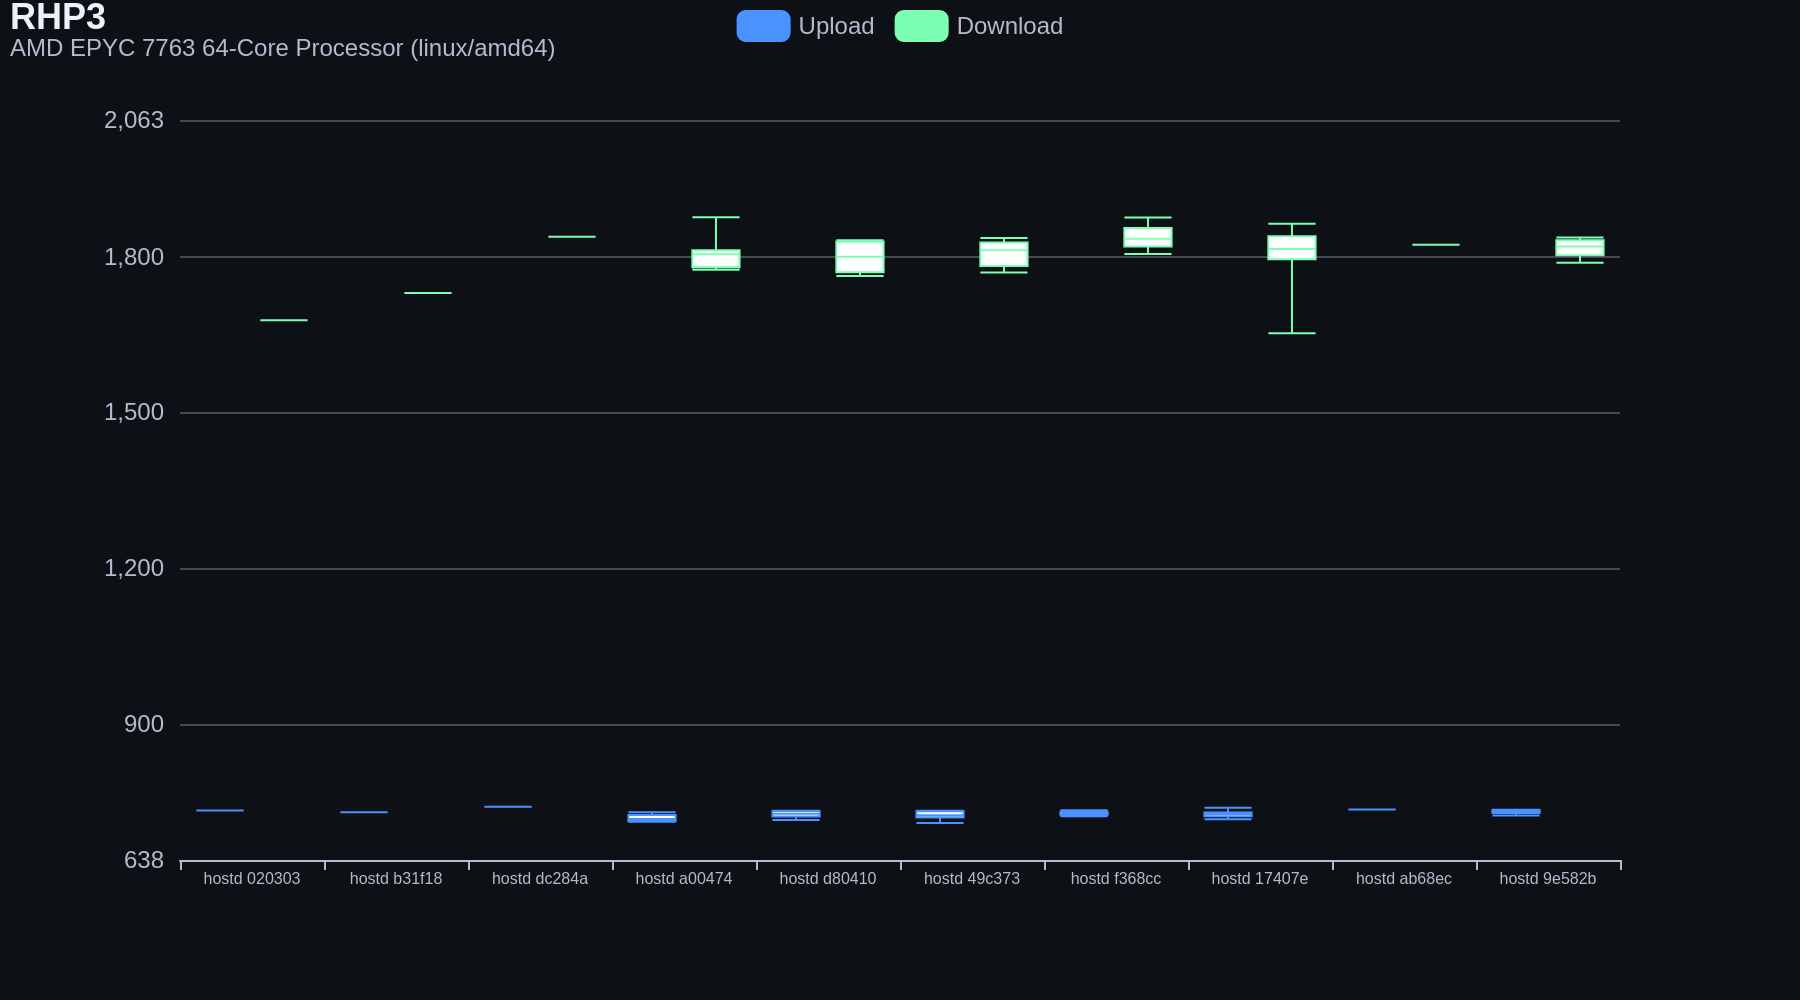 RHP3
AMD EPYC 7763 64-Core Processor (linux/amd64)
Upload
Download
2,063
1,800
1,500
1,200
900
638
hostd 020303
hostd b31f18
hostd dc284a
hostd a00474
hostd d80410
hostd 49c373
hostd f368cc
hostd 17407e
hostd ab68ec
hostd 9e582b